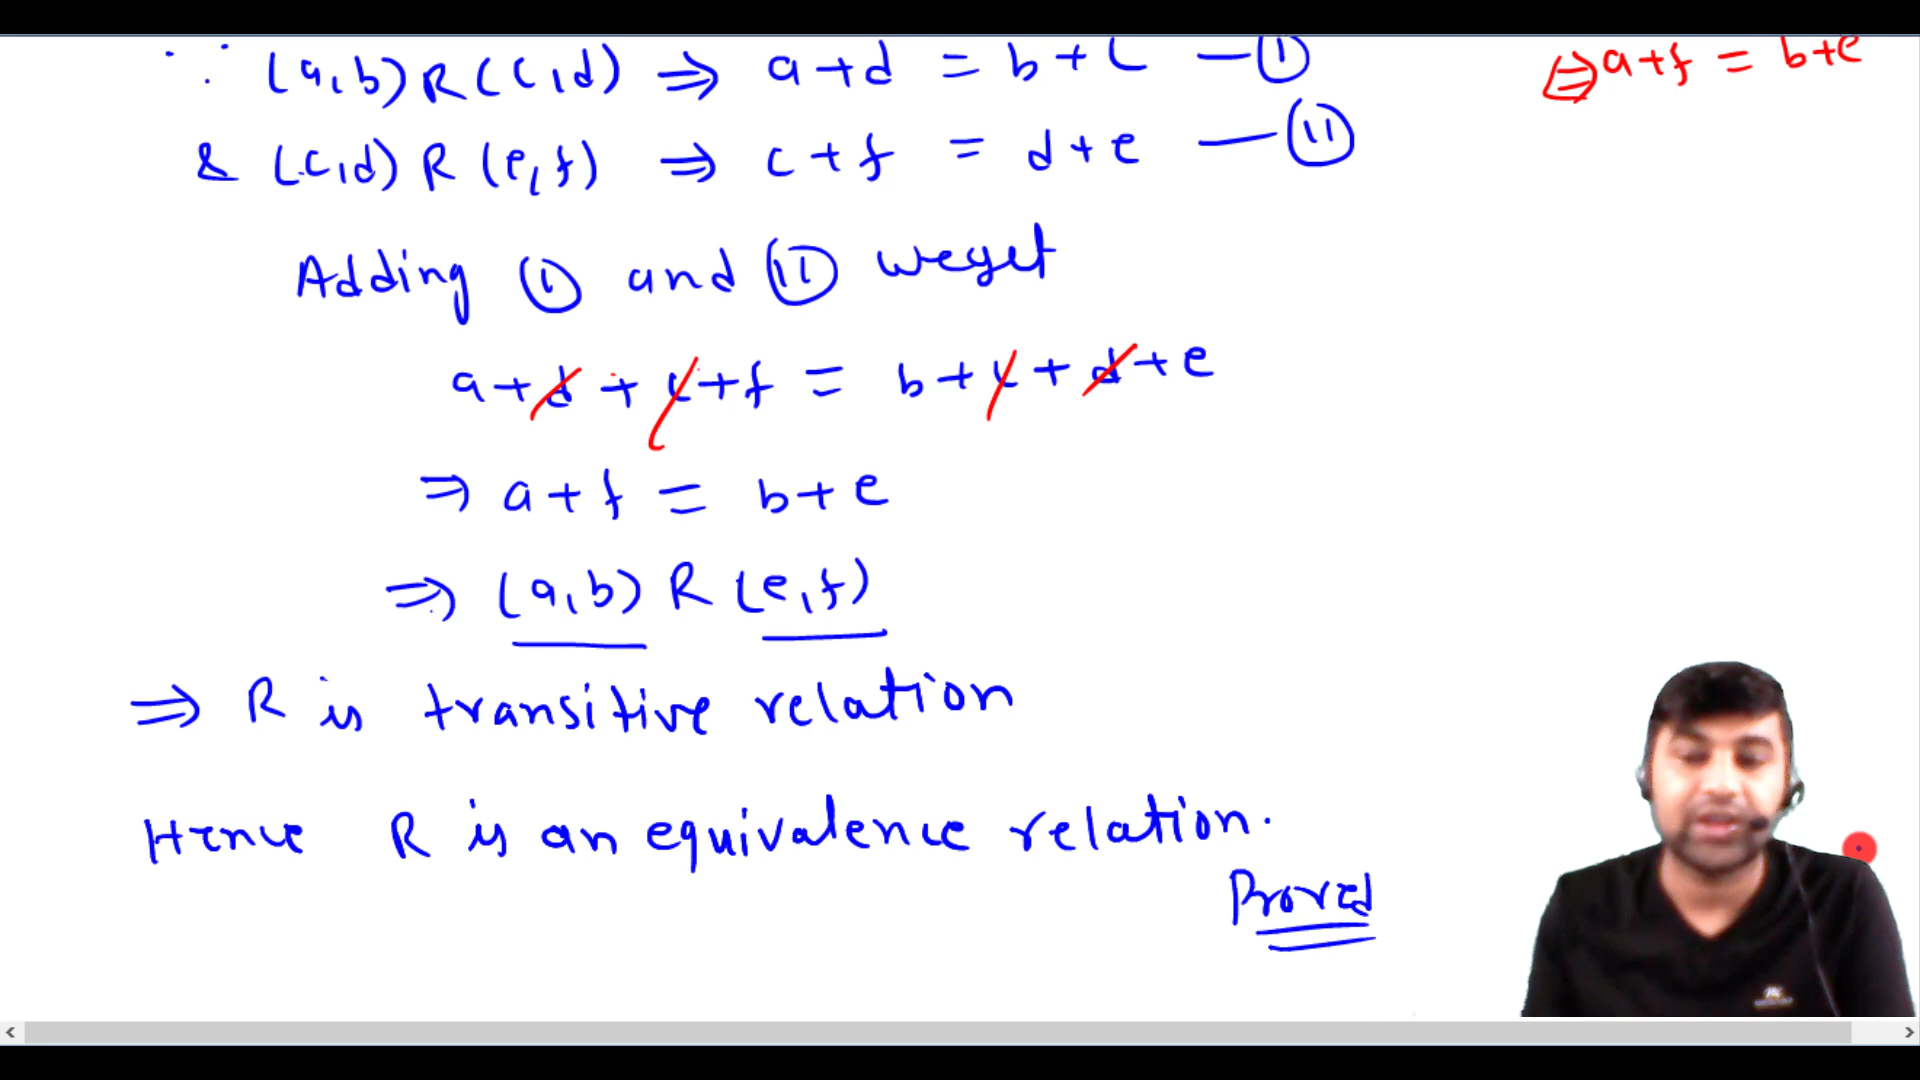 ∵ (a,b) R (c,d) ⇒ a+d = b+c — (I)
⇔ a+f = b+e
& (c,d) R (e,f) ⇒ c+f = d+e — (II)
Adding (I) and (II) we get
a+d+c+f = b+c+d+e
⇒ a+f = b+e
⇒ (a,b) R (e,f)
⇒ R is transitive relation
Hence R is an equivalence relation.
Proved